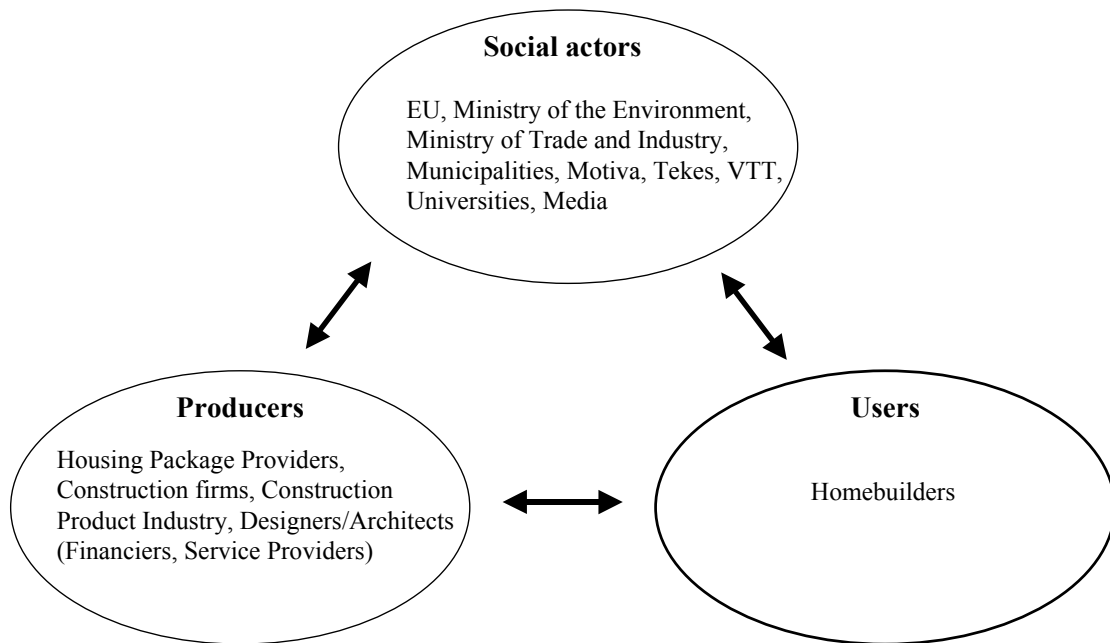 Social actors
EU, Ministry of the Environment,
Ministry of Trade and Industry,
Municipalities, Motiva, Tekes, VTT,
Universities, Media
Producers
Housing Package Providers,
Construction firms, Construction
Product Industry, Designers/Architects
(Financiers, Service Providers)
Users
Homebuilders